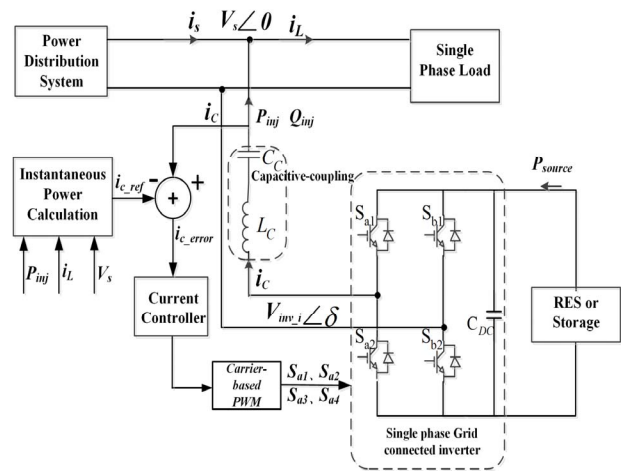 i_s
V_s∠0
i_L
Power
Distribution
System
Single
Phase Load
i_C
P_inj Q_inj
C_C
Capacitive-coupling
L_C
i_C
Instantaneous
Power
Calculation
i_c_ref
-
+
+
i_c_error
P_inj
i_L
V_s
Current
Controller
Carrier-
based
PWM
S_a1、S_a2
S_a3、S_a4
V_inv_i∠δ
S_a1
S_b1
S_a2
S_b2
C_DC
P_source
RES or
Storage
Single phase Grid
connected inverter